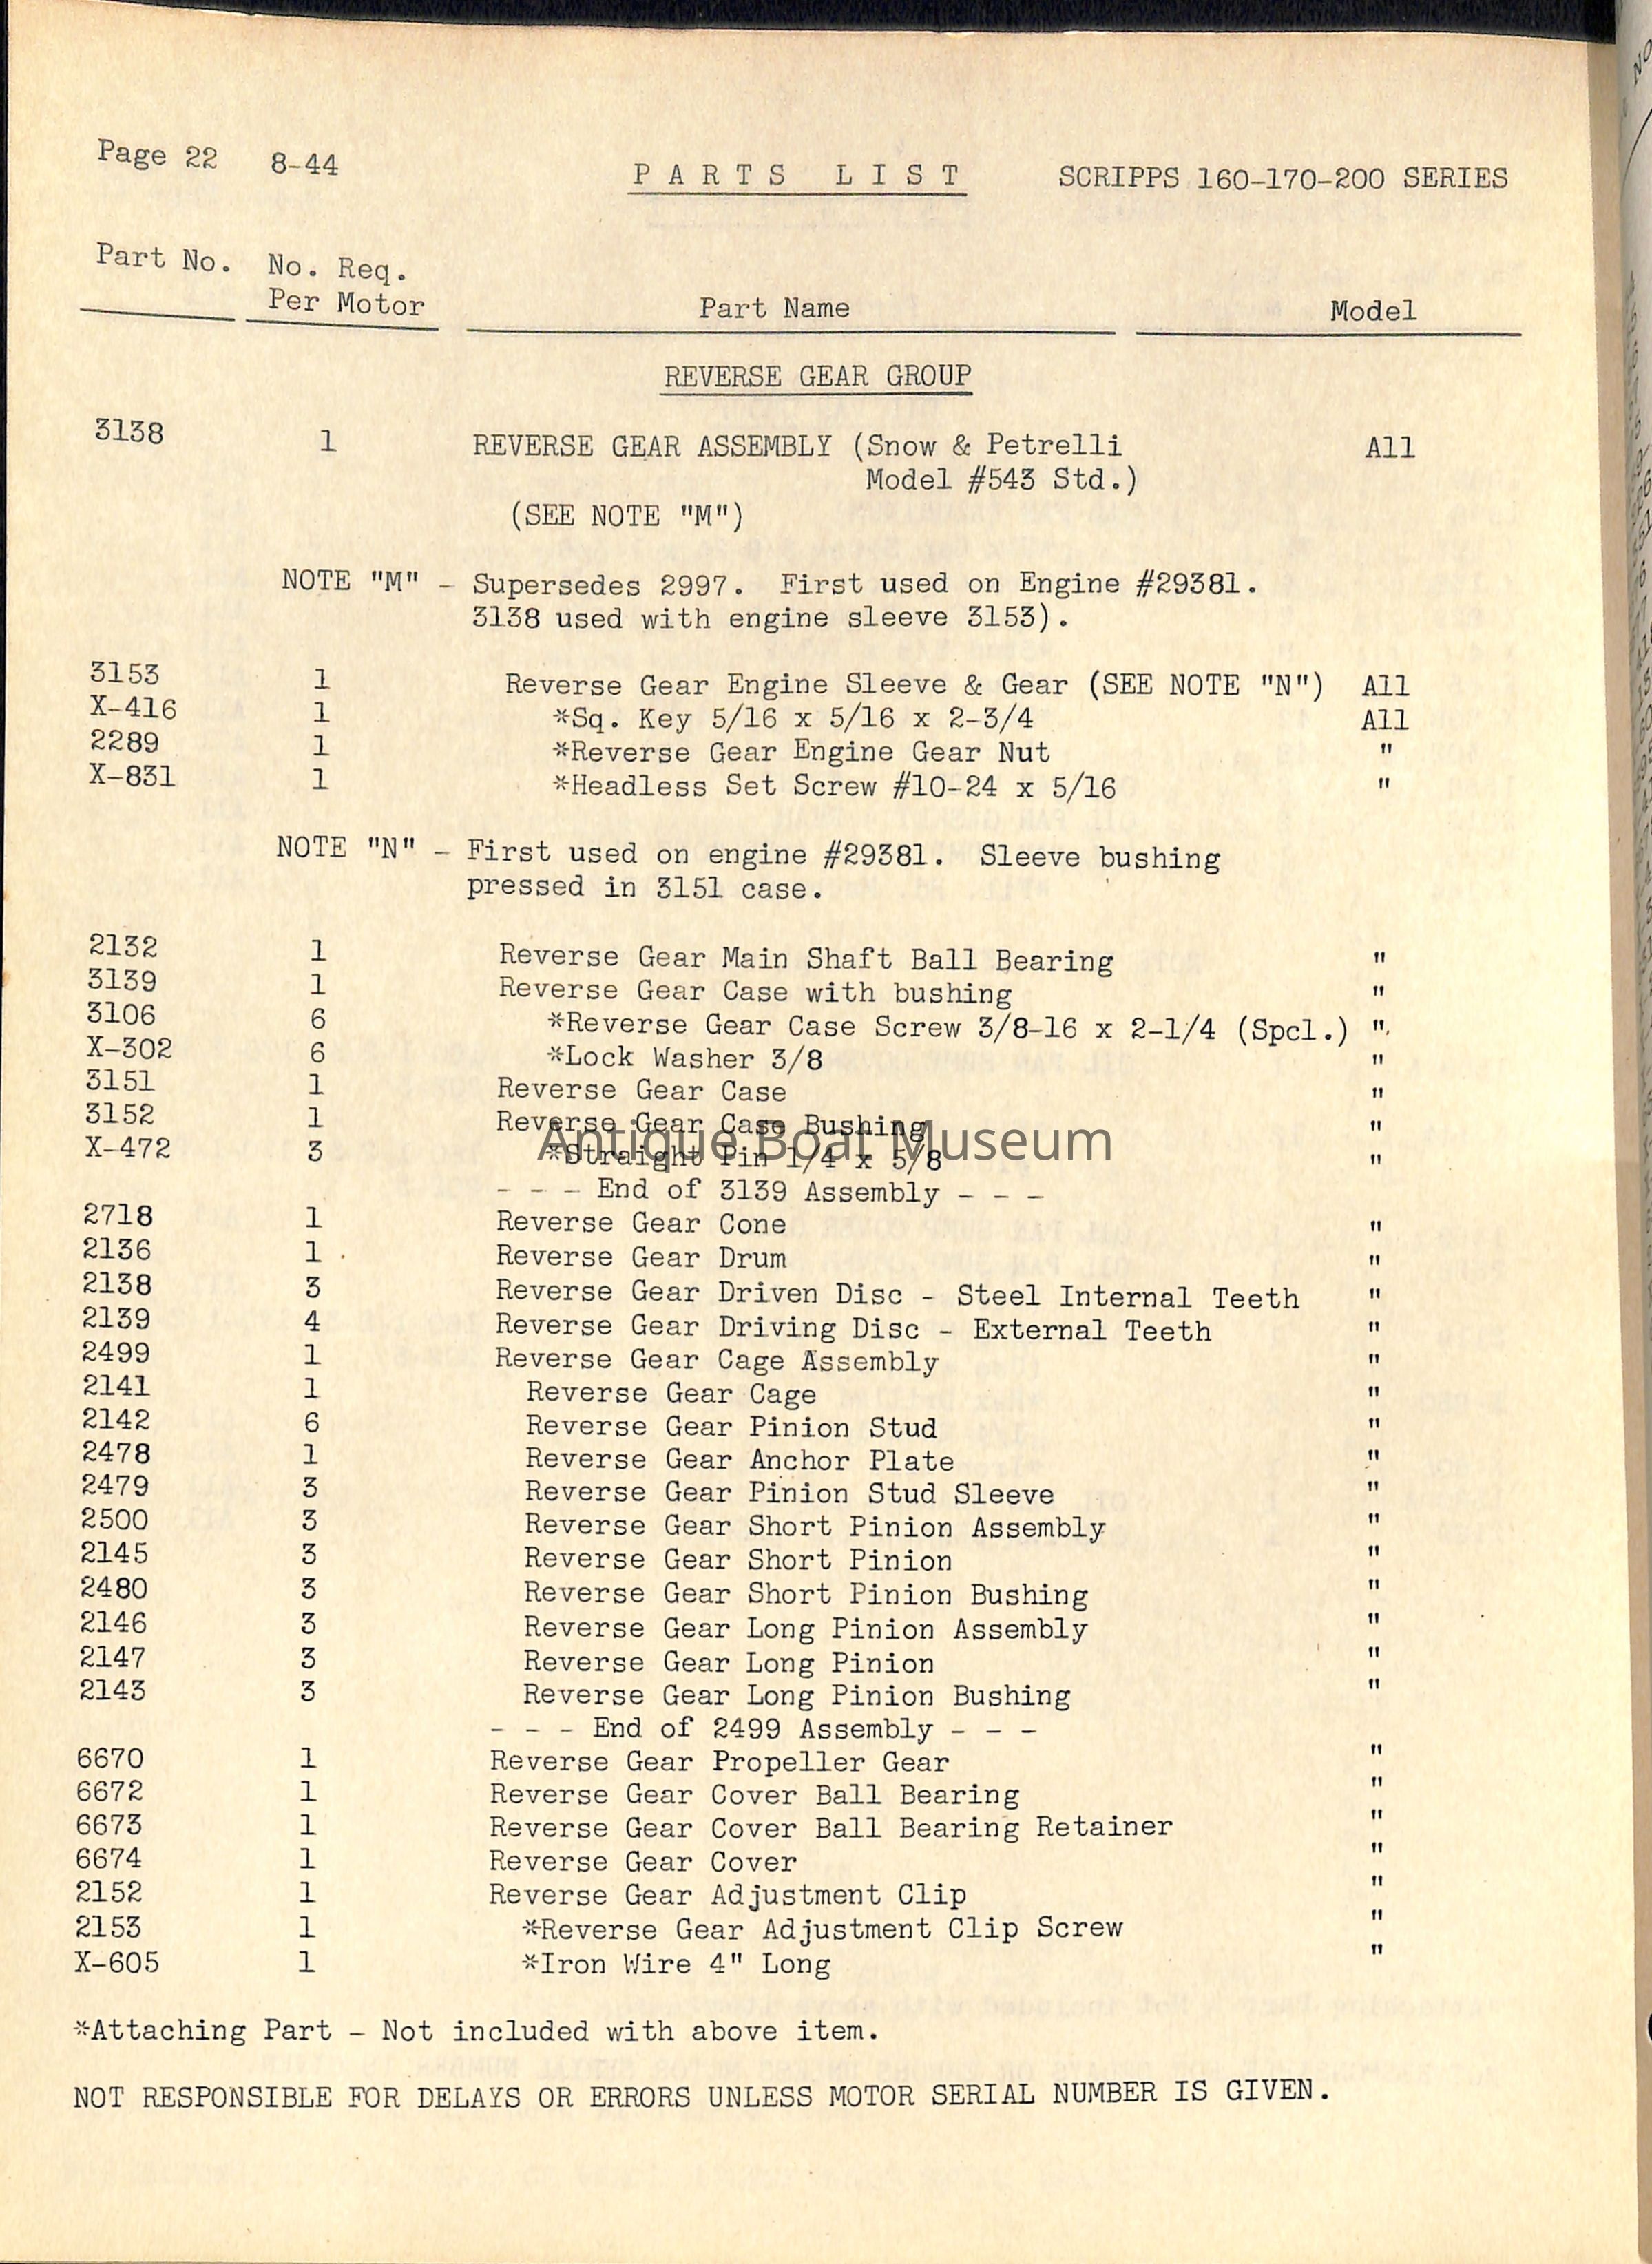 Page 22 8-44 PARTS LIST SCRIPPS 160-170-200 SERIES
Part No. No. Req.
Per Motor Part Name Model
REVERSE GEAR GROUP
3138 1 REVERSE GEAR ASSEMBLY (Snow & Petrelli All
Model #543 Std.)
(SEE NOTE "M")
NOTE "M" - Supersedes 2997. First used on Engine #29381.
3138 used with engine sleeve 3153).
3153 1 Reverse Gear Engine Sleeve & Gear (SEE NOTE "N") All
X-416 1 *Sq. Key 5/16 x 5/16 x 2-3/4 All
2289 1 *Reverse Gear Engine Gear Nut "
X-831 1 *Headless Set Screw #10-24 x 5/16 "
NOTE "N" - First used on engine #29381. Sleeve bushing
pressed in 3151 case.
2132 1 Reverse Gear Main Shaft Ball Bearing "
3139 1 Reverse Gear Case with bushing "
3106 6 *Reverse Gear Case Screw 3/8-16 x 2-1/4 (Spcl.) "
X-302 6 *Lock Washer 3/8 "
3151 1 Reverse Gear Case "
3152 1 Reverse Gear Case Bushing "
Antique Boat Museum
X-472 3 *Straight Pin 1/4 x 5/8 "
- - - End of 3139 Assembly - - -
2718 1 Reverse Gear Cone "
2136 1 Reverse Gear Drum "
2138 3 Reverse Gear Driven Disc - Steel Internal Teeth "
2139 4 Reverse Gear Driving Disc - External Teeth "
2499 1 Reverse Gear Cage Assembly "
2141 1 Reverse Gear Cage "
2142 6 Reverse Gear Pinion Stud "
2478 1 Reverse Gear Anchor Plate "
2479 3 Reverse Gear Pinion Stud Sleeve "
2500 3 Reverse Gear Short Pinion Assembly "
2145 3 Reverse Gear Short Pinion "
2480 3 Reverse Gear Short Pinion Bushing "
2146 3 Reverse Gear Long Pinion Assembly "
2147 3 Reverse Gear Long Pinion "
2143 3 Reverse Gear Long Pinion Bushing "
- - - End of 2499 Assembly - - -
6670 1 Reverse Gear Propeller Gear "
6672 1 Reverse Gear Cover Ball Bearing "
6673 1 Reverse Gear Cover Ball Bearing Retainer "
6674 1 Reverse Gear Cover "
2152 1 Reverse Gear Adjustment Clip "
2153 1 *Reverse Gear Adjustment Clip Screw "
X-605 1 *Iron Wire 4" Long "
*Attaching Part - Not included with above item.
NOT RESPONSIBLE FOR DELAYS OR ERRORS UNLESS MOTOR SERIAL NUMBER IS GIVEN.